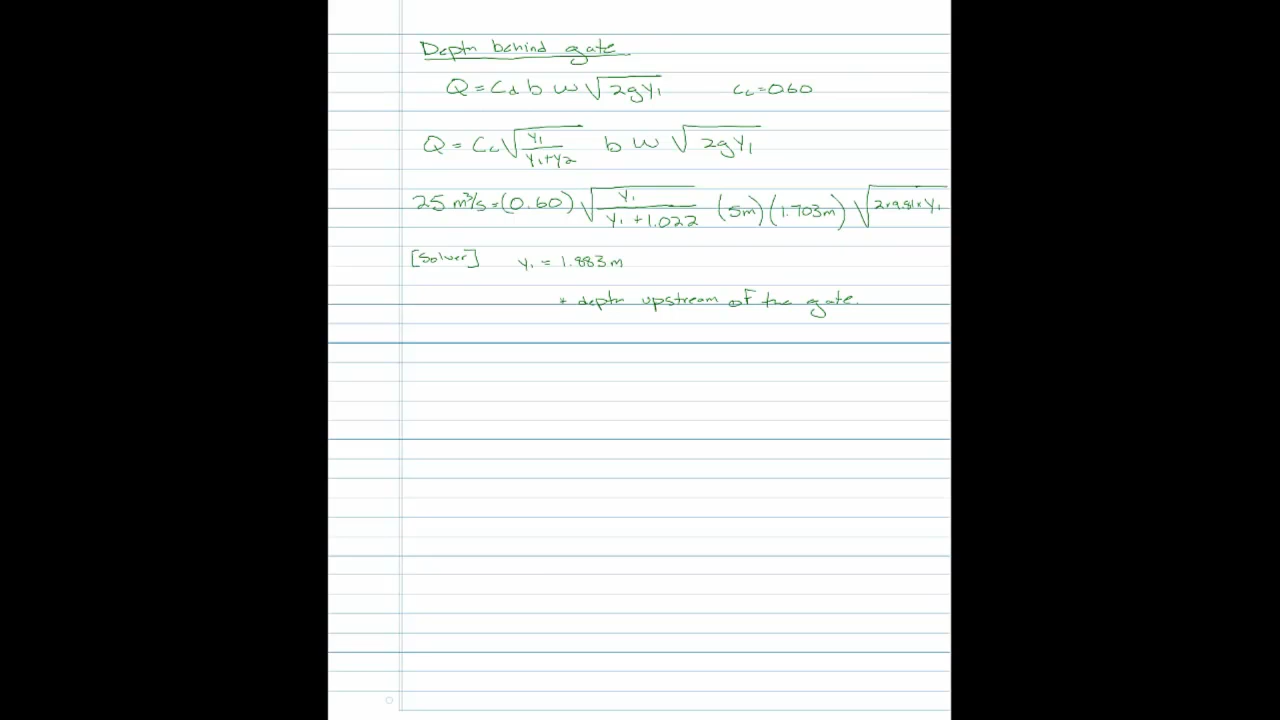 Depth behind gate
Q = Cd b w √2gy₁ Cc = 0.60
Q = Cc √y₁/y₁+y₂ b w √2gy₁
25 m³/s = (0.60) √y₁/y₁+1.022 (5m)(1.703m) √2×9.81×y₁
[Solver] y₁ = 1.883m
* depth upstream of the gate.